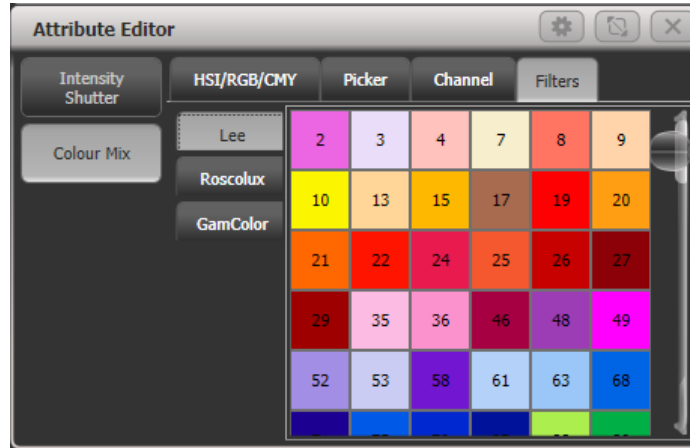 Attribute Editor
Intensity
Shutter
Colour Mix
HSI/RGB/CMY Picker Channel Filters
Lee
Roscolux
GamColor
2 3 4 7 8 9
10 13 15 17 19 20
21 22 24 25 26 27
29 35 36 46 48 49
52 53 58 61 63 68